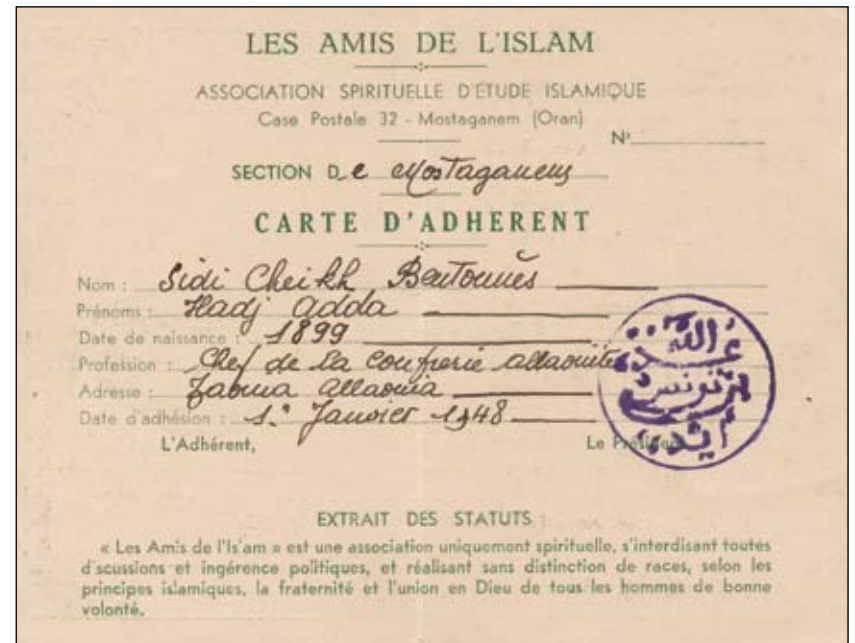 LES AMIS DE L'ISLAM
ASSOCIATION SPIRITUELLE D'ETUDE ISLAMIQUE
Case Postale 32 - Mostaganem (Oran)
N°
SECTION De Mostaganem
CARTE D'ADHERENT
Nom : Sidi Cheikh Bentounès
Prénoms : Hadj Adda
Date de naissance : 1899
Profession : Chef de la Confrerie allaouite
Adresse : Zaouia allaouia
Date d'adhésion : 1° Janvier 1948
L'Adhérent, Le Président
EXTRAIT DES STATUTS
« Les Amis de l'Is'am » est une association uniquement spirituelle, s'interdisant toutes
d'scussions et ingérence politiques, et réalisant sans distinction de races, selon les
principes islamiques, la fraternité et l'union en Dieu de tous les hommes de bonne
volonté.